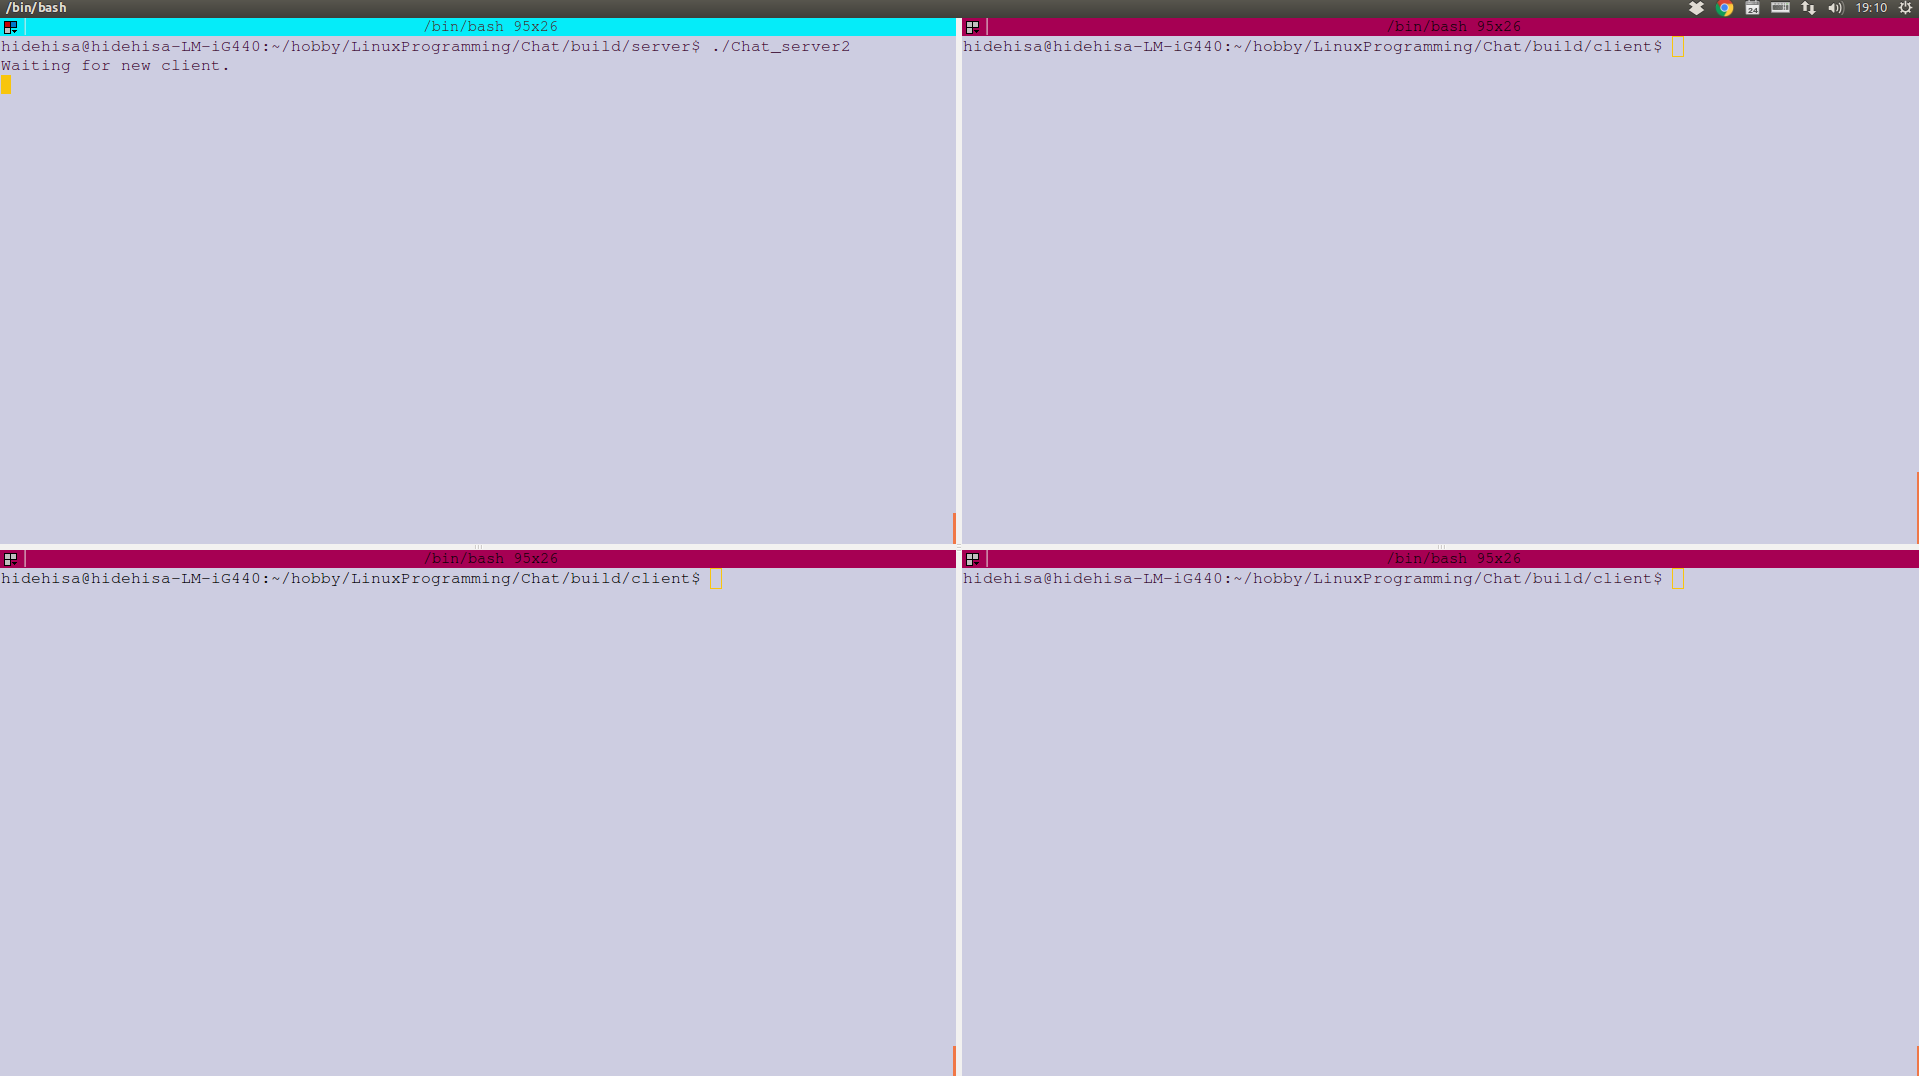 /bin/bash
24
19:10
/bin/bash 95x26
hidehisa@hidehisa-LM-iG440:~/hobby/LinuxProgramming/Chat/build/server$ ./Chat_server2
Waiting for new client.
/bin/bash 95x26
hidehisa@hidehisa-LM-iG440:~/hobby/LinuxProgramming/Chat/build/client$
/bin/bash 95x26
hidehisa@hidehisa-LM-iG440:~/hobby/LinuxProgramming/Chat/build/client$
/bin/bash 95x26
hidehisa@hidehisa-LM-iG440:~/hobby/LinuxProgramming/Chat/build/client$